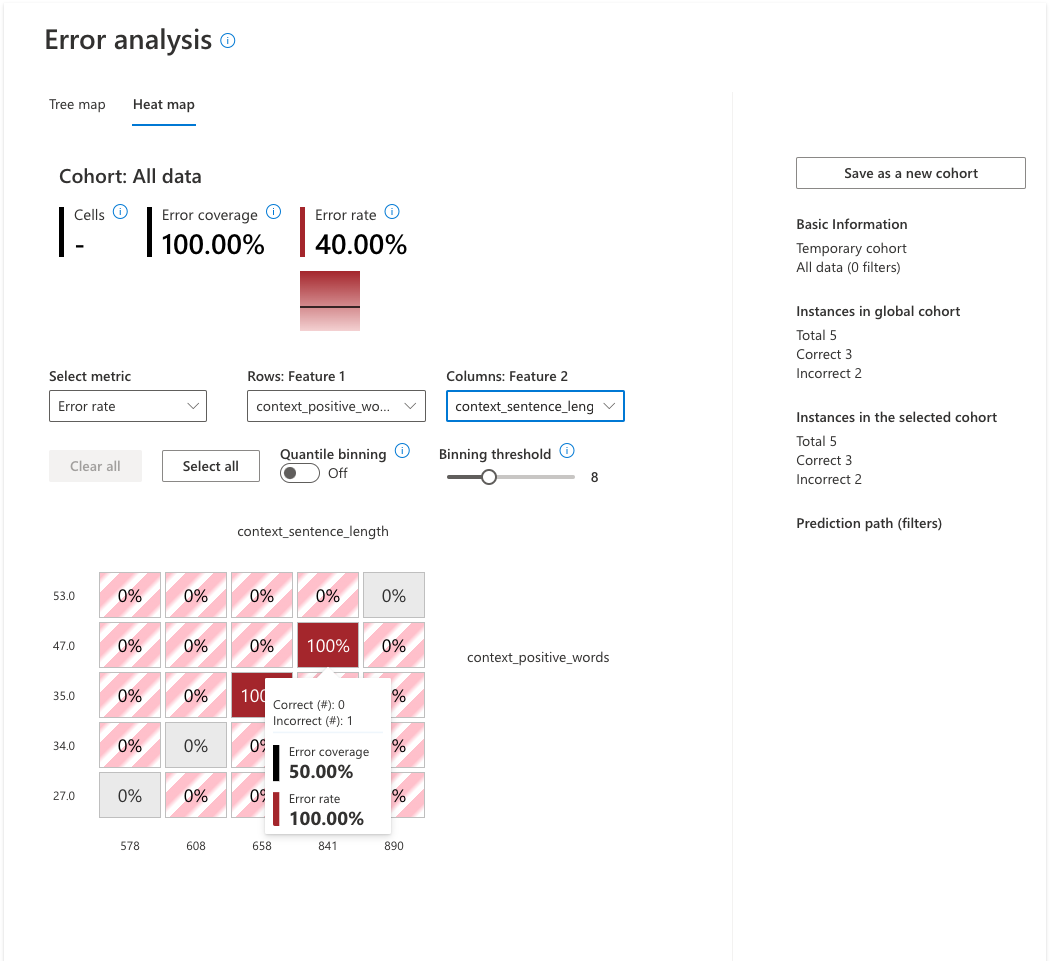 Error analysis
Tree map Heat map
Cohort: All data
Cells Error coverage Error rate
- 100.00% 40.00%
Save as a new cohort
Basic Information
Temporary cohort
All data (0 filters)
Instances in global cohort
Total 5
Correct 3
Incorrect 2
Select metric Rows: Feature 1 Columns: Feature 2
Error rate context_positive_wo... context_sentence_leng
Instances in the selected cohort
Total 5
Correct 3
Incorrect 2
Clear all Select all Quantile binning Off Binning threshold 8
Prediction path (filters)
context_sentence_length
53.0 0% 0% 0% 0% 0%
47.0 0% 0% 0% 100% 0%
context_positive_words
35.0 0% 0% 100 %
34.0 0% 0% 0% %
27.0 0% 0% 0% %
Correct (#): 0
Incorrect (#): 1
Error coverage
50.00%
Error rate
100.00%
578 608 658 841 890